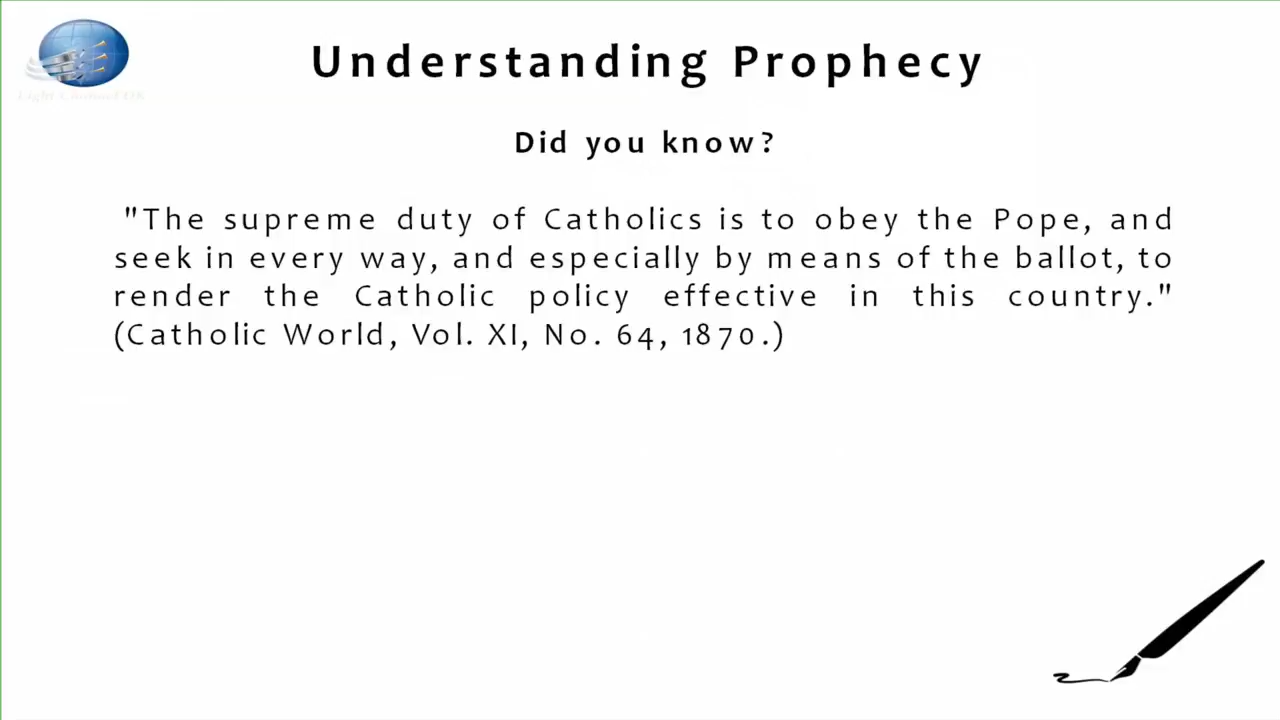 Understanding Prophecy
Did you know?
"The supreme duty of Catholics is to obey the Pope, and
seek in every way, and especially by means of the ballot, to
render the Catholic policy effective in this country."
(Catholic World, Vol. XI, No. 64, 1870.)